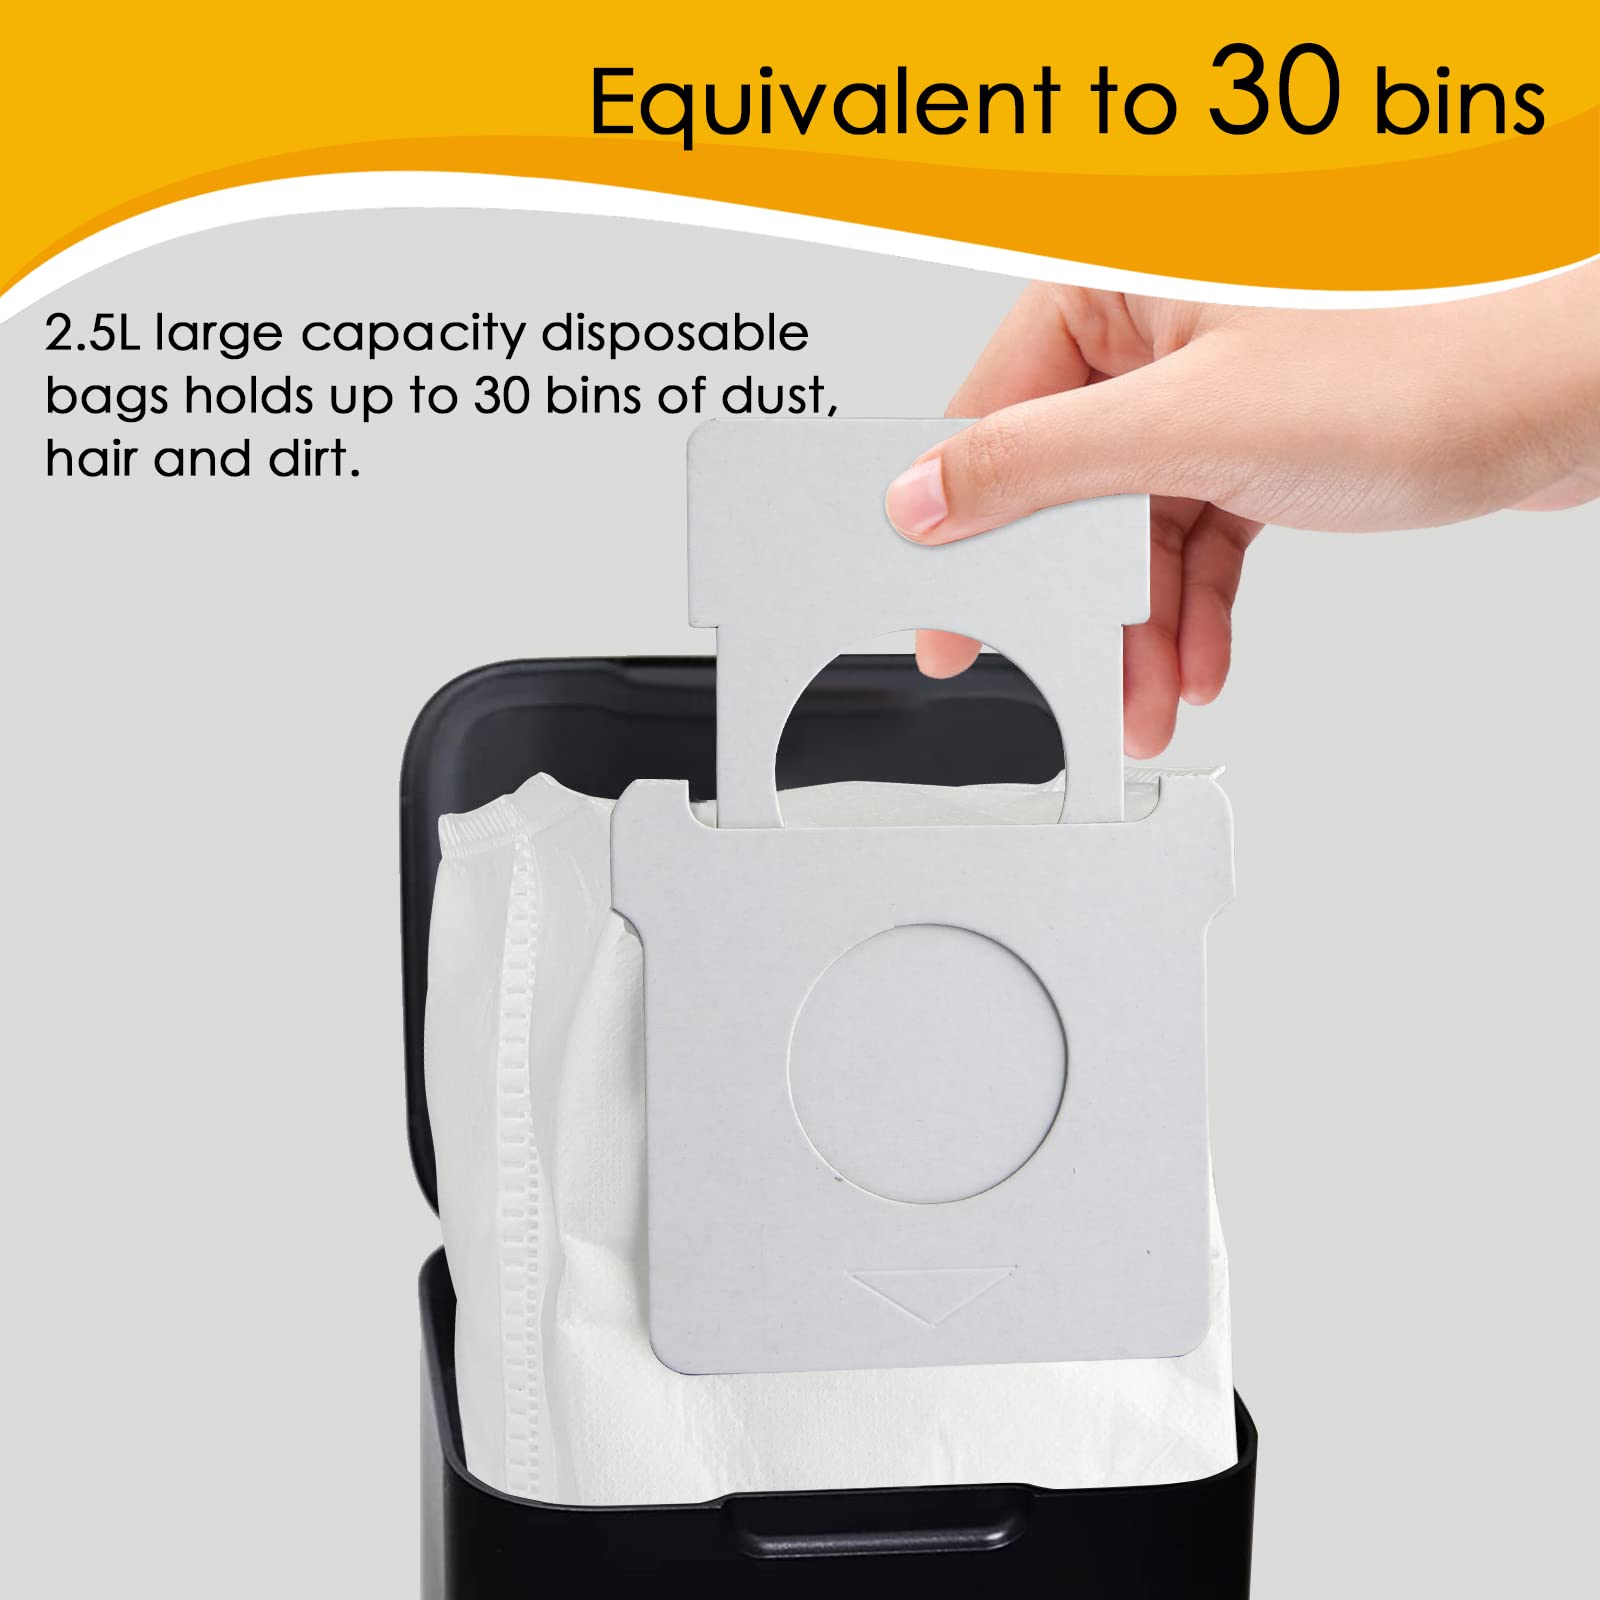 Equivalent to 30 bins
2.5L large capacity disposable
bags holds up to 30 bins of dust,
hair and dirt.